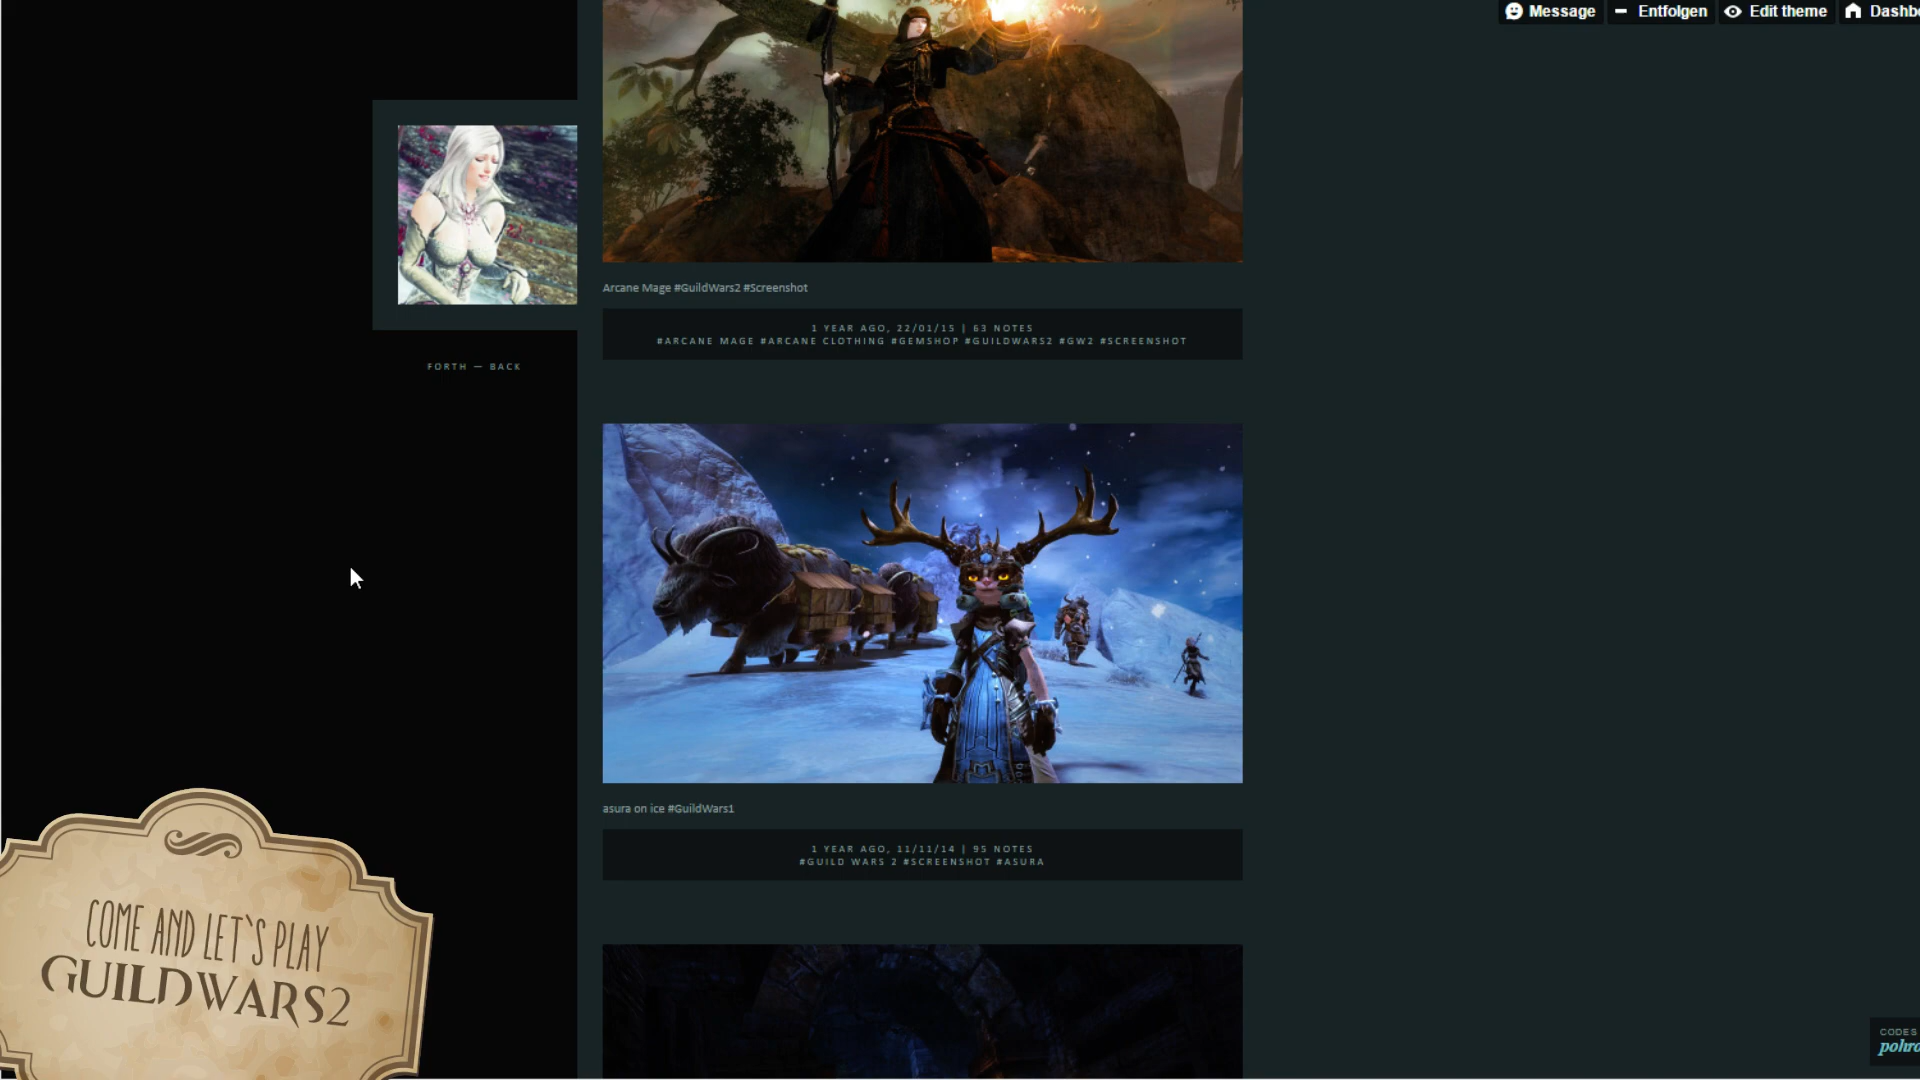 Message
Entfolgen
Edit theme
Arcane Mage #GuildWars2 #Screenshot
1 YEAR AGO, 22/01/15 | 63 NOTES
#ARCANE MAGE #ARCANE CLOTHING #GEMSHOP #GUILDWARS2 #GW2 #SCREENSHOT
FORTH — BACK
asura on ice #GuildWars1
1 YEAR AGO, 11/11/14 | 95 NOTES
#GUILD WARS 2 #SCREENSHOT #ASURA
COME AND LET`S PLAY
GUILDWARS2
CODES